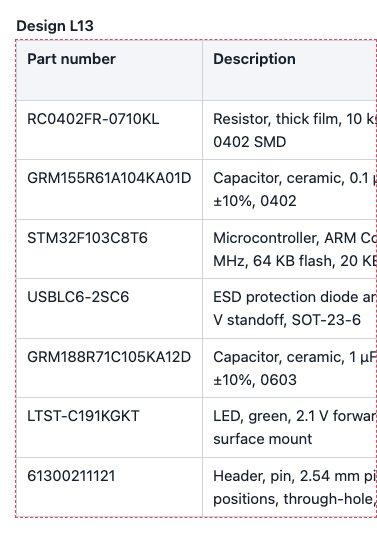 Design L13
Part number Description
RC0402FR-0710KL Resistor, thick film, 10
0402 SMD
GRM155R61A104KA01D Capacitor, ceramic, 0.1
±10%, 0402
STM32F103C8T6 Microcontroller, ARM
MHz, 64 KB flash, 20
USBLC6-2SC6 ESD protection diode
V standoff, SOT-23-6
GRM188R71C105KA12D Capacitor, ceramic, 1 µF
±10%, 0603
LTST-C191KGKT LED, green, 2.1 V
surface mount
61300211121 Header, pin, 2.54 mm
positions, through-hole,